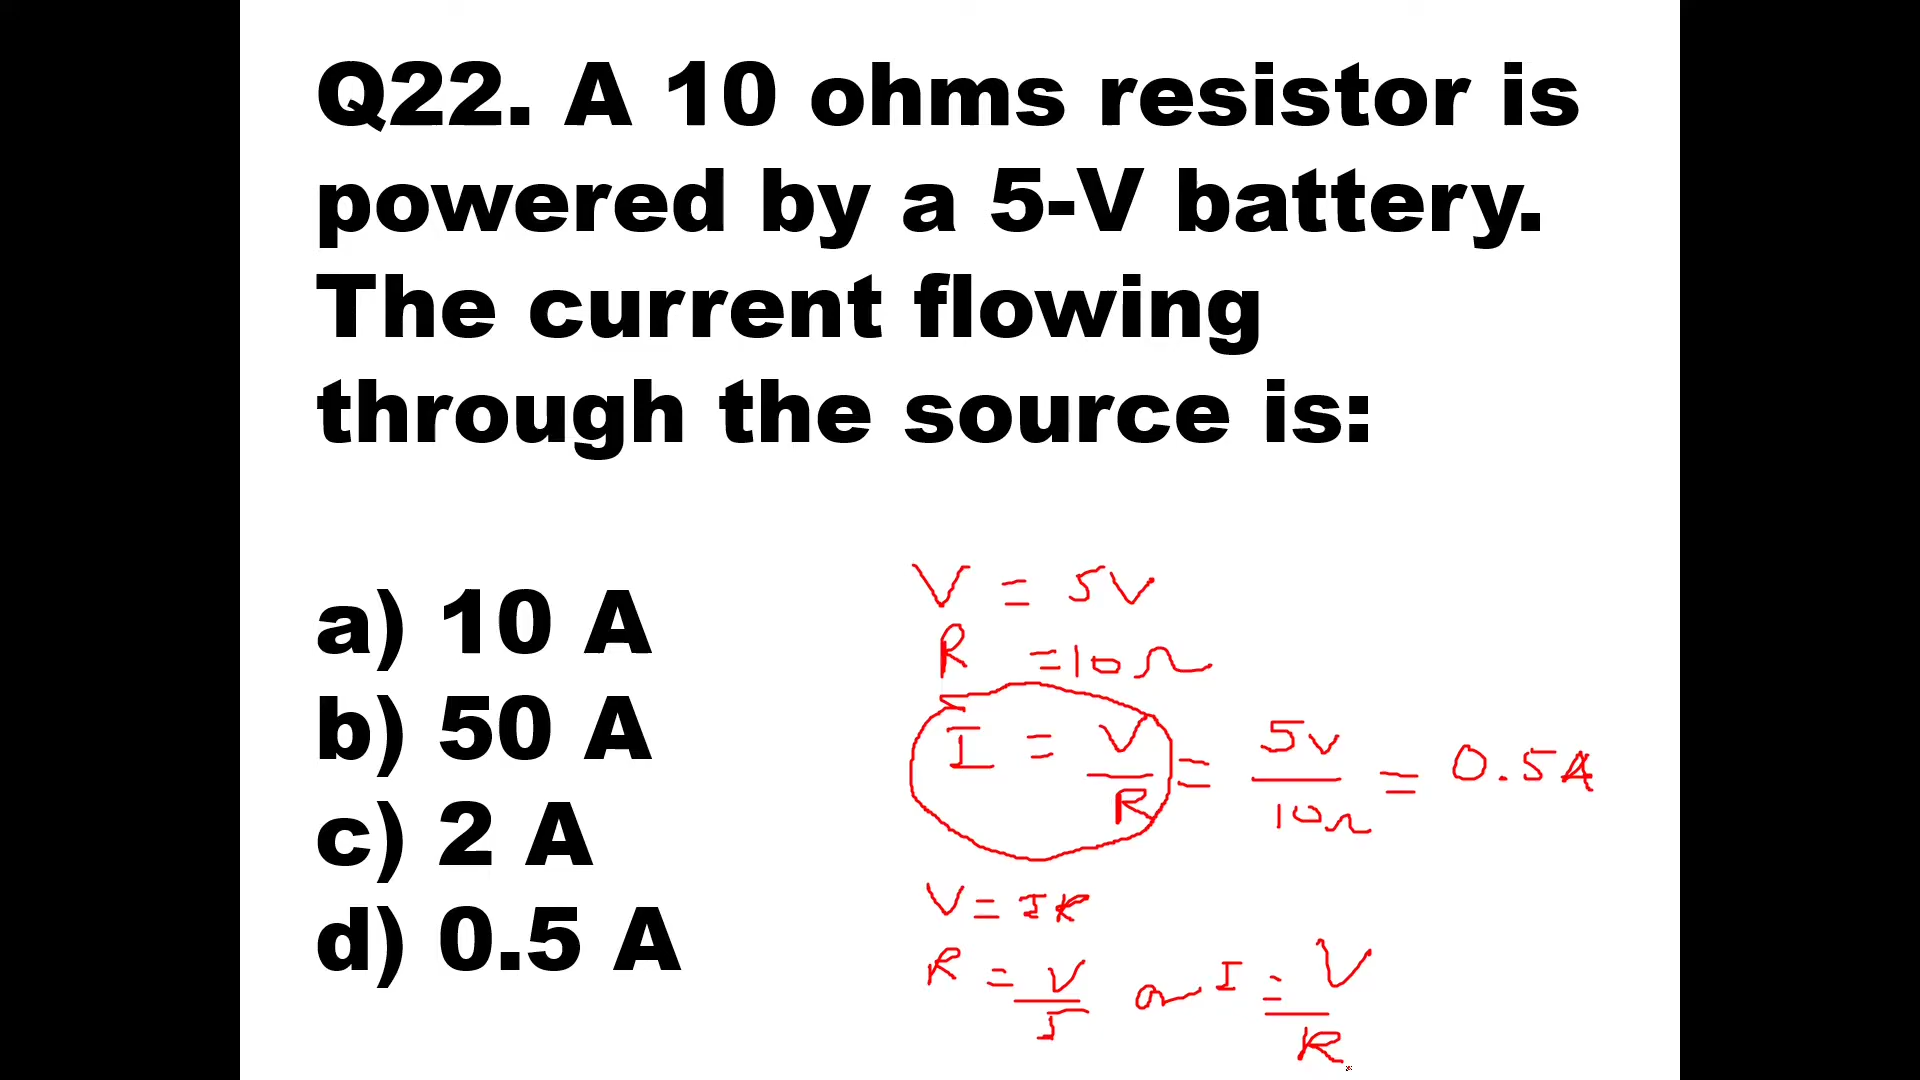 Q22. A 10 ohms resistor is
powered by a 5-V battery.
The current flowing
through the source is:
a) 10 A
b) 50 A
c) 2 A
d) 0.5 A
V = 5V
R = 10 Ω
I = V/R = 5V/10Ω = 0.5A
V = IR
R = V/I or I = V/R